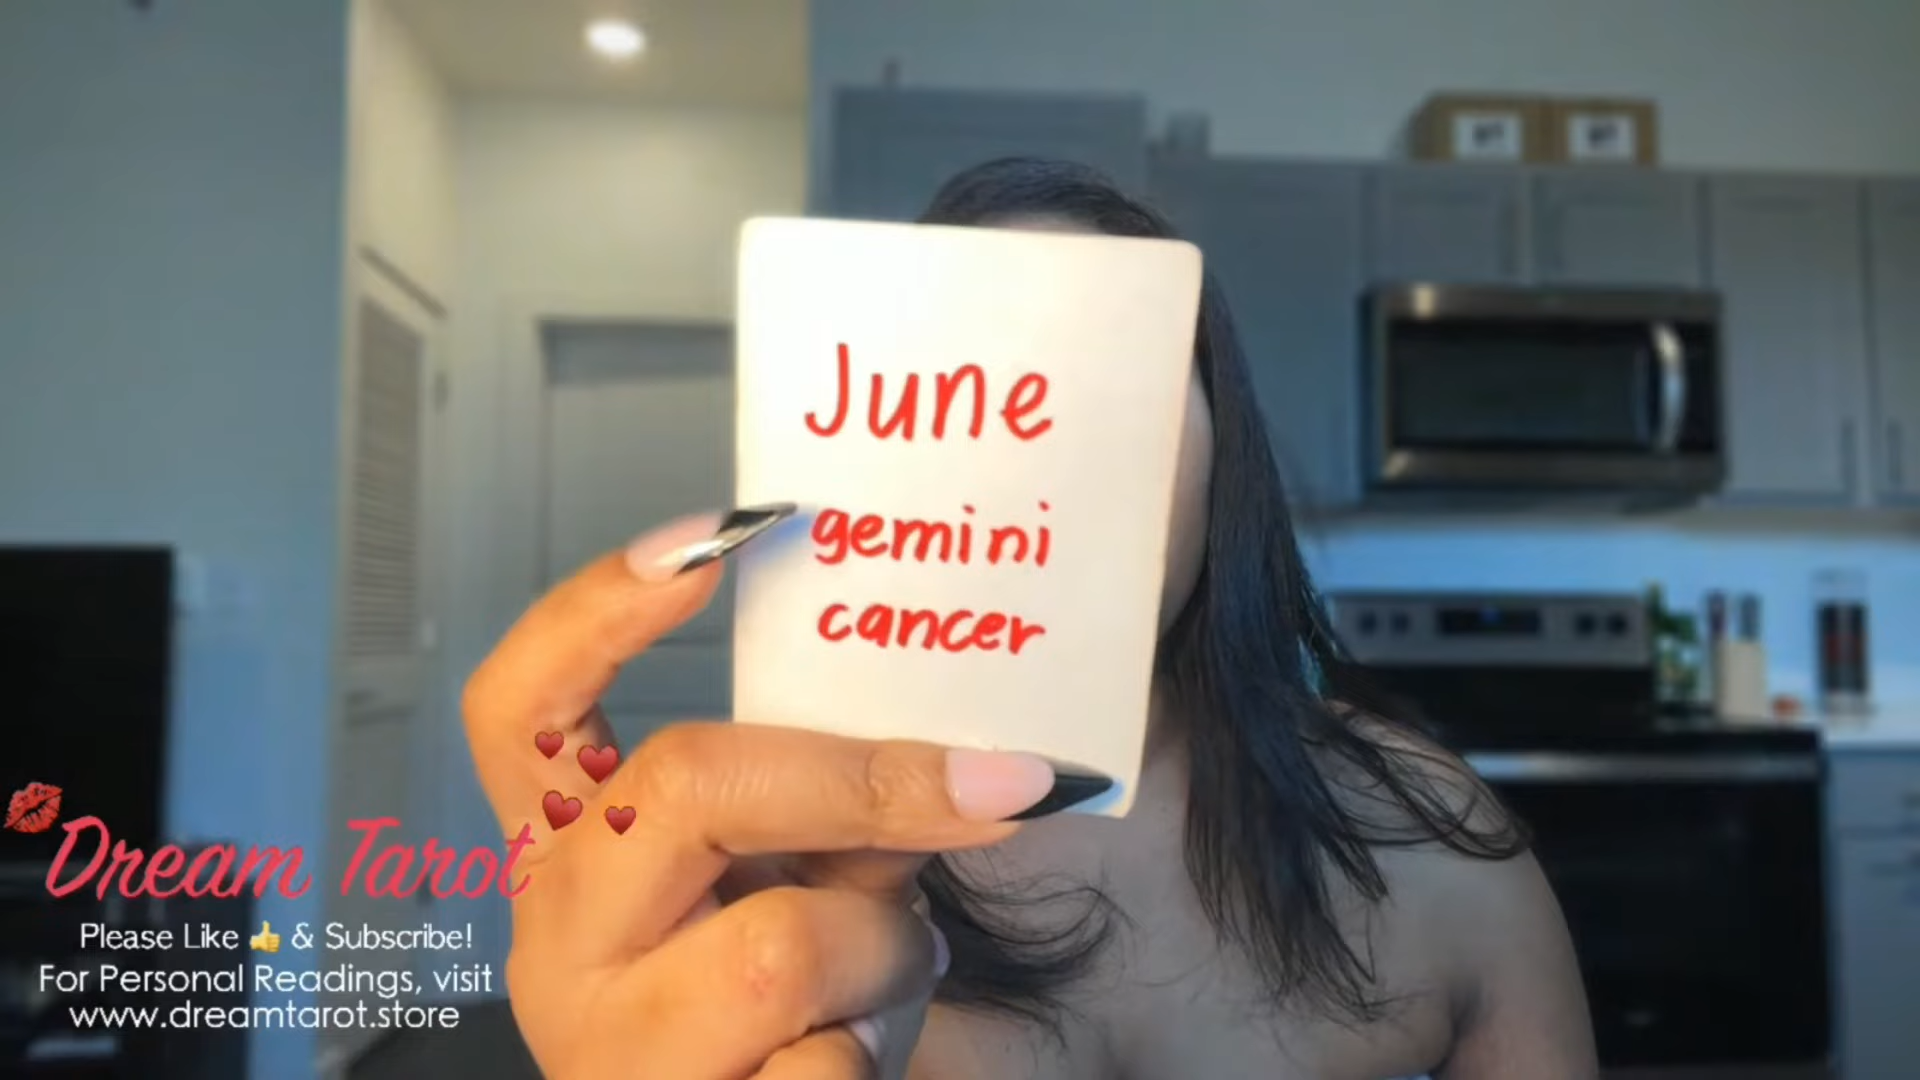 June
gemini
cancer
Dream Tarot
Please Like 👍 & Subscribe!
For Personal Readings, visit
www.dreamtarot.store